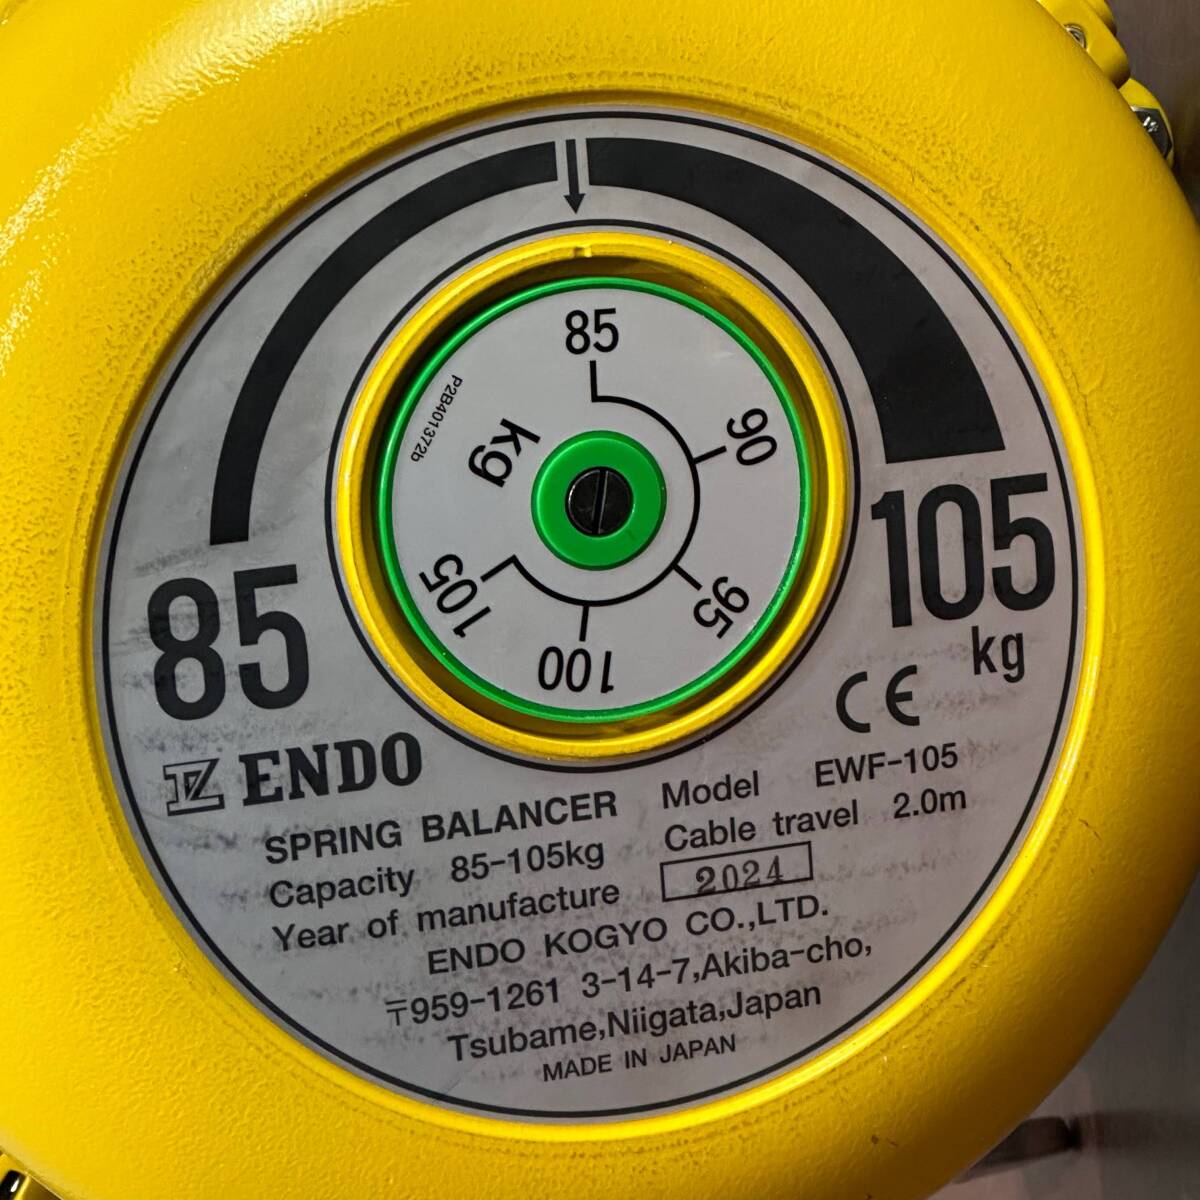 85
90
95
100
105
kg
P2B401372b
85
105
kg
CE
ENDO
SPRING BALANCER Model EWF-105
Capacity 85-105kg Cable travel 2.0m
Year of manufacture 2024
ENDO KOGYO CO.,LTD.
〒959-1261 3-14-7,Akiba-cho,
Tsubame,Niigata,Japan
MADE IN JAPAN